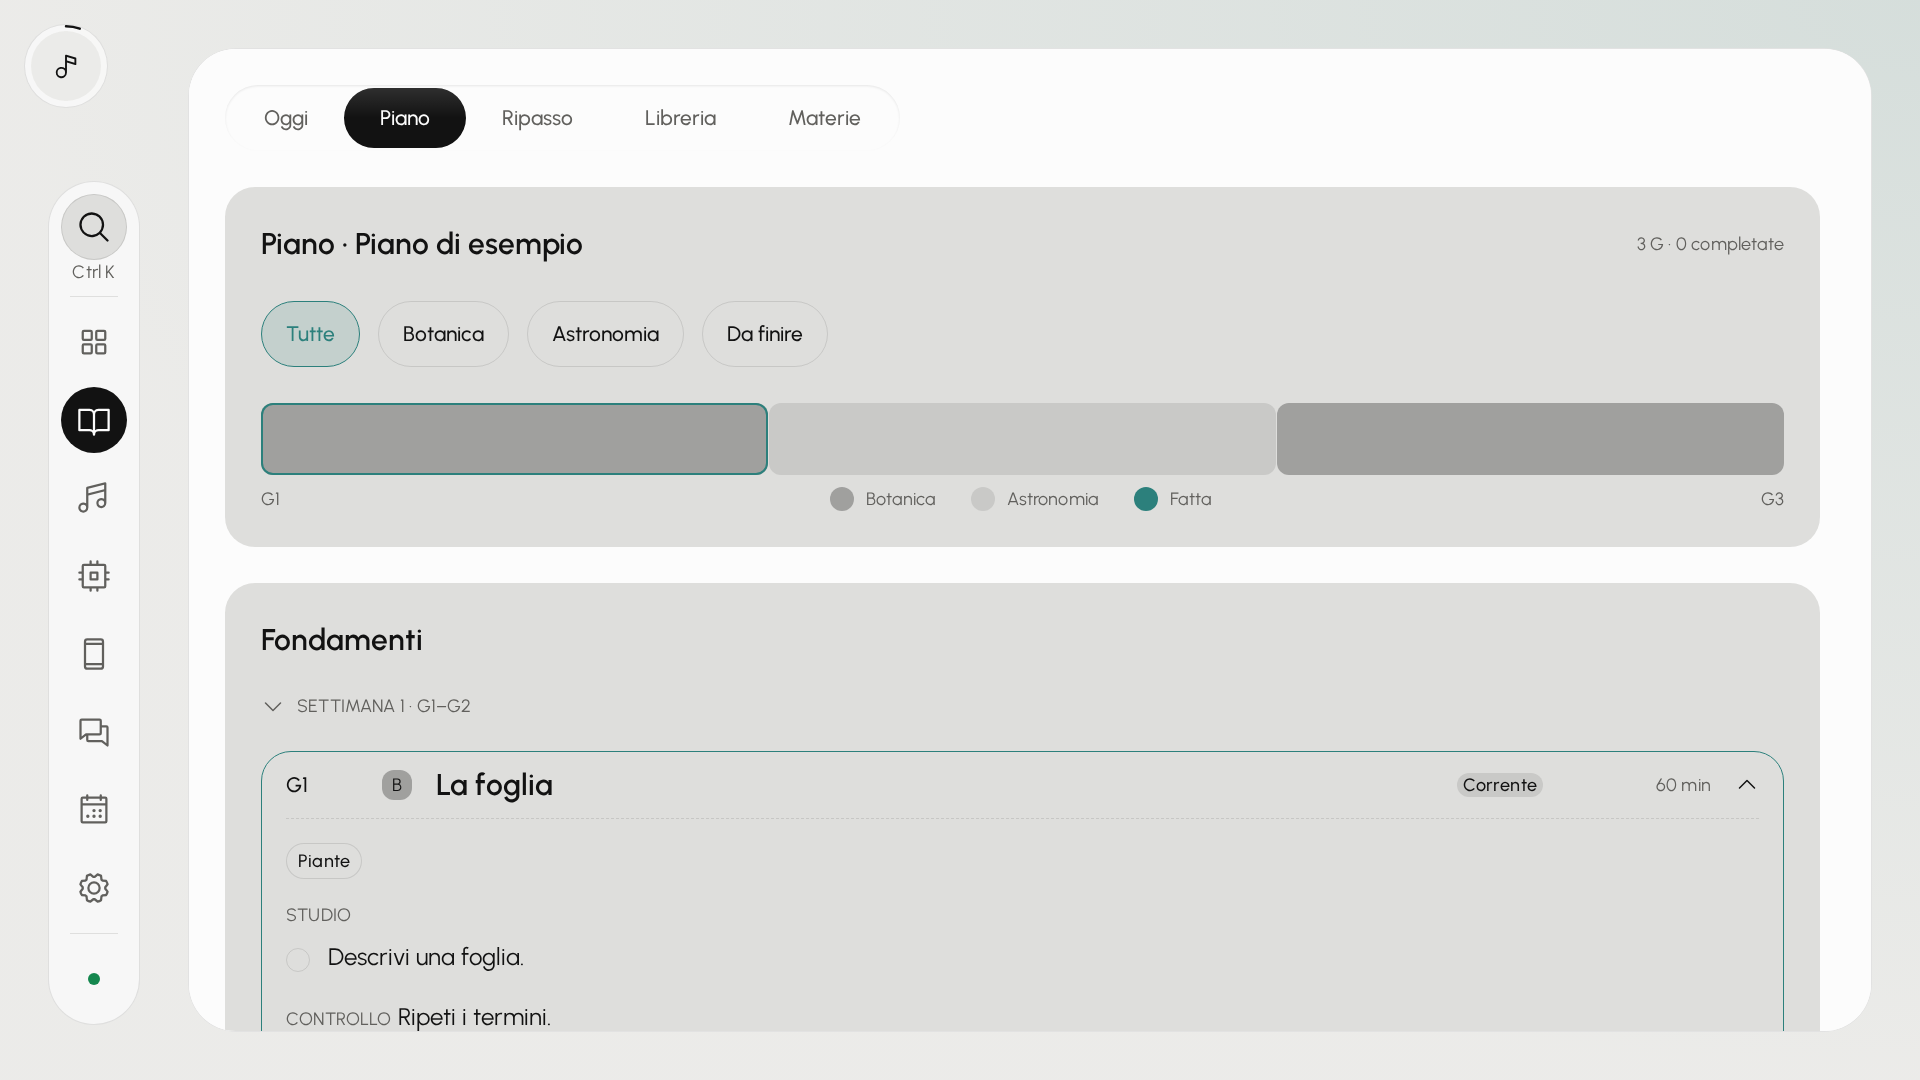 Oggi Piano Ripasso Libreria Materie
Ctrl K
Piano · Piano di esempio
3 G · 0 completate
Tutte Botanica Astronomia Da finire
G1 Botanica Astronomia Fatta G3
Fondamenti
SETTIMANA 1 · G1–G2
G1 B La foglia Corrente 60 min
Piante
STUDIO
Descrivi una foglia.
CONTROLLO Ripeti i termini.